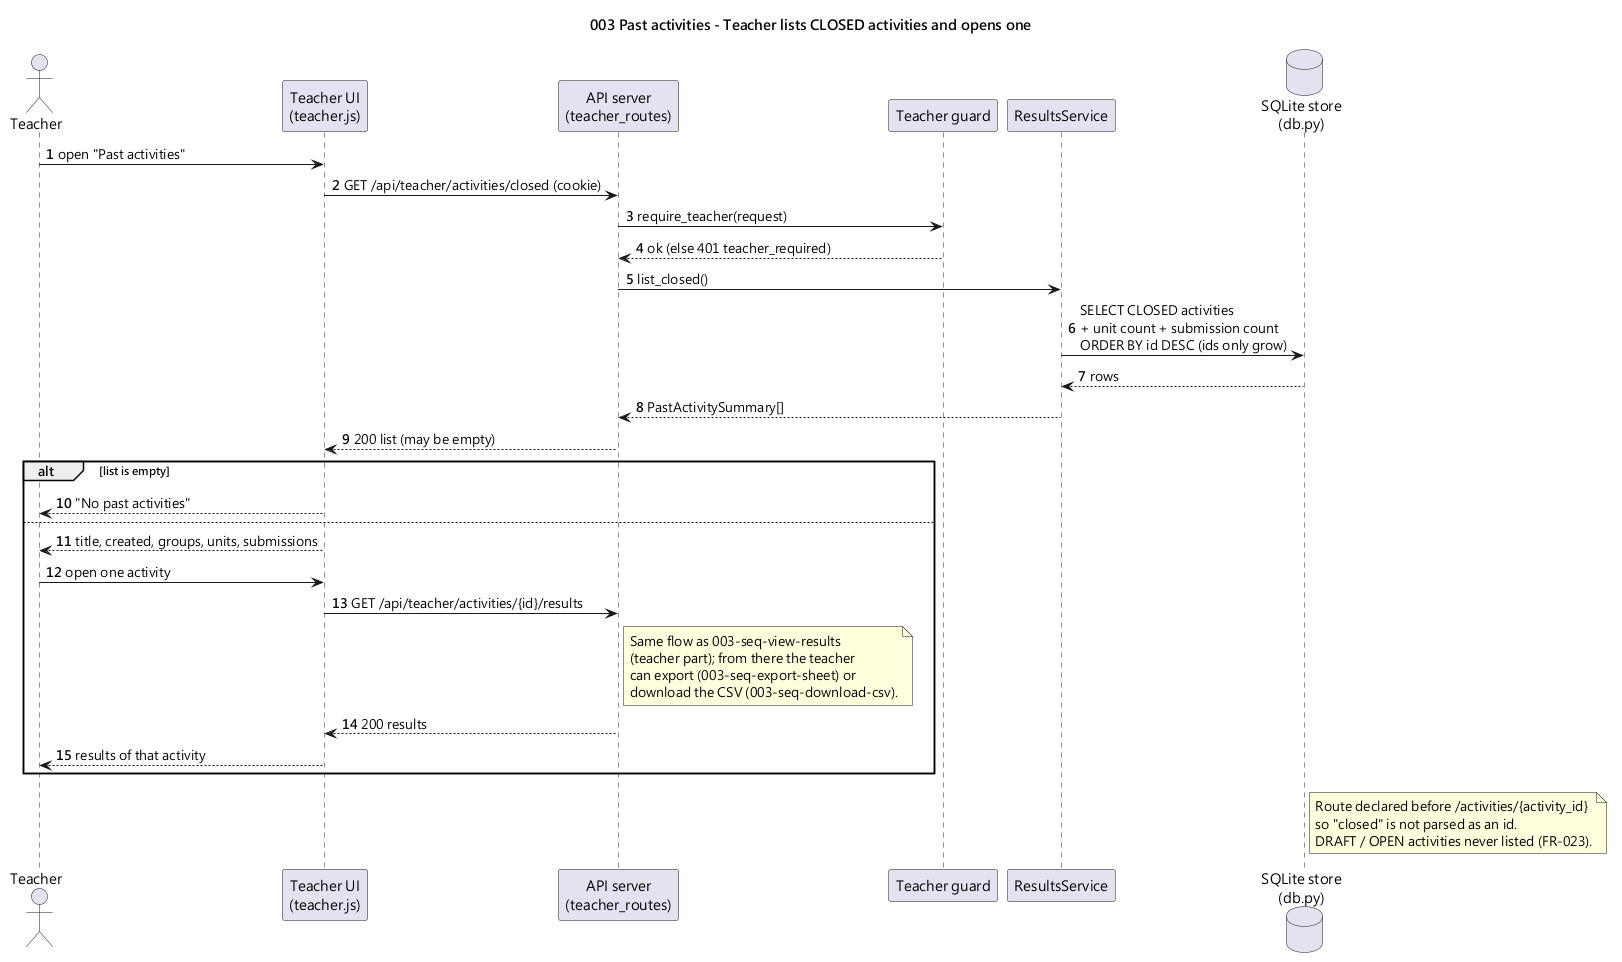 003 Past activities - Teacher lists CLOSED activities and opens one
Teacher
Teacher UI
(teacher.js)
API server
(teacher_routes)
Teacher guard
ResultsService
SQLite store
(db.py)
1 open "Past activities"
2 GET /api/teacher/activities/closed (cookie)
3 require_teacher(request)
4 ok (else 401 teacher_required)
5 list_closed()
SELECT CLOSED activities
6 + unit count + submission count
ORDER BY id DESC (ids only grow)
7 rows
8 PastActivitySummary[]
9 200 list (may be empty)
alt [list is empty]
10 "No past activities"
11 title, created, groups, units, submissions
12 open one activity
13 GET /api/teacher/activities/{id}/results
Same flow as 003-seq-view-results
(teacher part); from there the teacher
can export (003-seq-export-sheet) or
download the CSV (003-seq-download-csv).
14 200 results
15 results of that activity
Route declared before /activities/{activity_id}
so "closed" is not parsed as an id.
DRAFT / OPEN activities never listed (FR-023).
Teacher
Teacher UI
(teacher.js)
API server
(teacher_routes)
Teacher guard
ResultsService
SQLite store
(db.py)